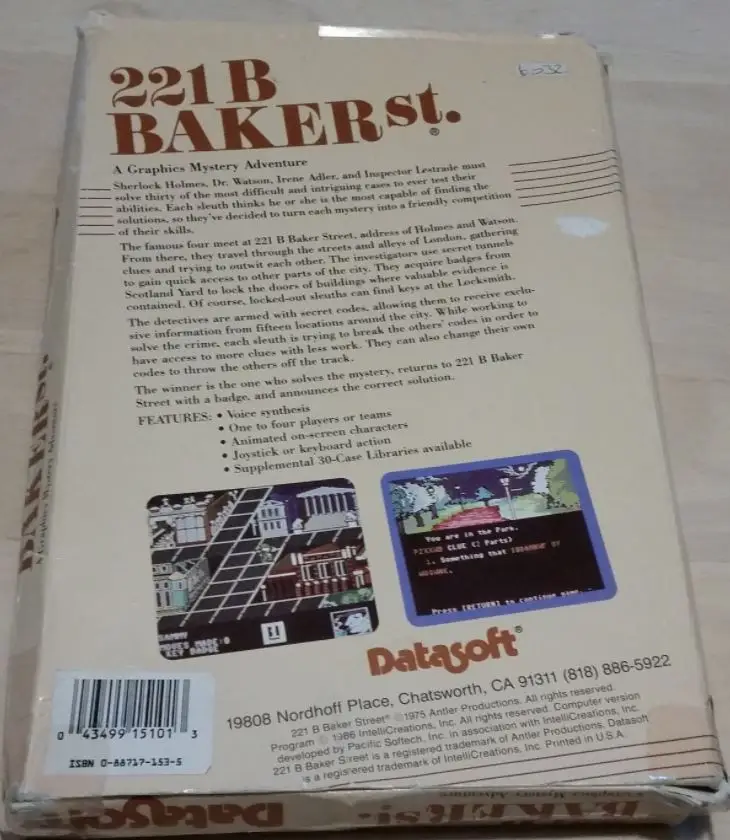 221 B
BAKER St.®
A Graphics Mystery Adventure
Sherlock Holmes, Dr. Watson, Irene Adler, and Inspector Lestrade must
solve thirty of the most difficult and intriguing cases to ever test their
abilities. Each sleuth thinks he or she is the most capable of finding the
solutions, so they've decided to turn each mystery into a friendly competition
of their skills.
The famous four meet at 221 B Baker Street, address of Holmes and Watson.
From there, they travel through the streets and alleys of London, gathering
clues and trying to outwit each other. The investigators use secret tunnels
to gain quick access to other parts of the city. They acquire badges from
Scotland Yard to lock the doors of buildings where valuable evidence is
contained. Of course, locked-out sleuths can find keys at the Locksmith.
The detectives are armed with secret codes, allowing them to receive exclu-
sive information from fifteen locations around the city. While working to
solve the crime, each sleuth is trying to break the others' codes in order to
have access to more clues with less work. They can also change their own
codes to throw the others off the track.
The winner is the one who solves the mystery, returns to 221 B Baker
Street with a badge, and announces the correct solution.
FEATURES: • Voice synthesis
• One to four players or teams
• Animated on-screen characters
• Joystick or keyboard action
• Supplemental 30-Case Libraries available
You are in the Park.
CLUE (2 Parts)
1. Something that
Press [RETURN] to continue game.
MOVES MADE:0
KEY BADGE
Datasoft®
19808 Nordhoff Place, Chatsworth, CA 91311 (818) 886-5922
221 B Baker Street® ©1975 Antler Productions. All rights reserved.
Program © 1986 IntelliCreations, Inc. All rights reserved. Computer version
developed by Pacific Softech, Inc. in association with IntelliCreations, Inc.
221 B Baker Street is a registered trademark of Antler Productions. Datasoft
is a registered trademark of IntelliCreations, Inc. Printed in U.S.A.
0 43499 15101 3
ISBN 0-88717-153-5
BAKER St.
A Graphics Mystery Adventure
Datasoft
BAKER St.